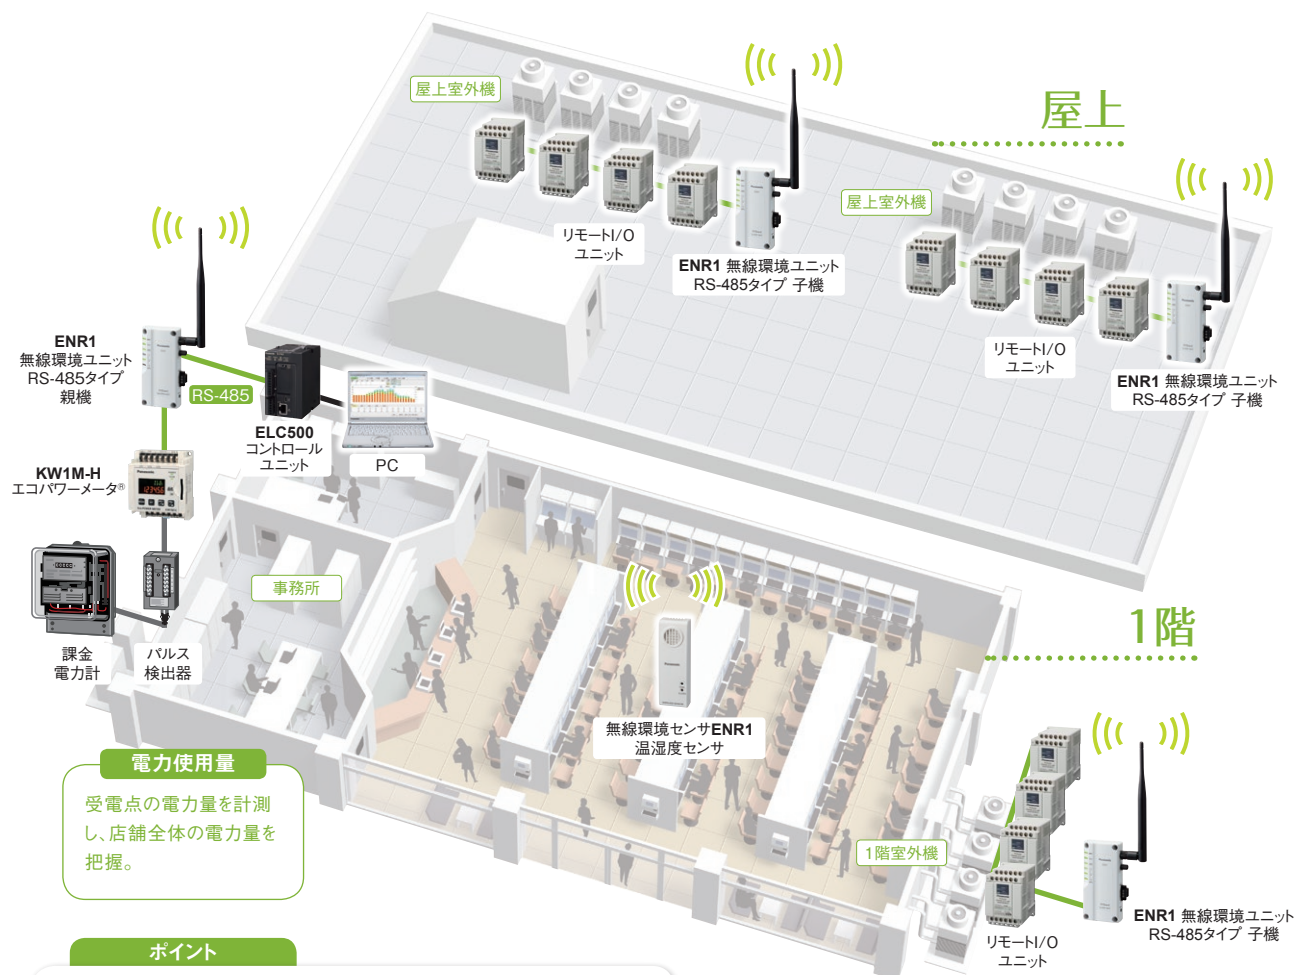 屋上
屋上室外機
リモートI/O
ユニット
ENR1 無線環境ユニット
RS-485タイプ 子機
屋上室外機
リモートI/O
ユニット
ENR1 無線環境ユニット
RS-485タイプ 子機
ENR1
無線環境ユニット
RS-485タイプ
親機
RS-485
ELC500
コントロール
ユニット
PC
KW1M-H
エコパワーメータ®
課金
電力計
パルス
検出器
事務所
1階
無線環境センサENR1
温湿度センサ
1階室外機
リモートI/O
ユニット
ENR1 無線環境ユニット
RS-485タイプ 子機
電力使用量
受電点の電力量を計測
し、店舗全体の電力量を
把握。
ポイント